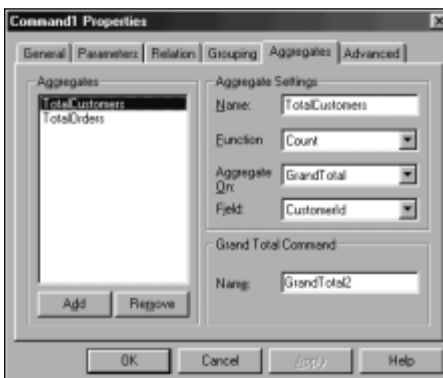 Command1 Properties
General Parameters Relation Grouping Aggregates Advanced
Aggregates
TotalCustomers
TotalOrders
Add
Remove
Aggregate Settings
Name: TotalCustomers
Function Count
Aggregate On: GrandTotal
Field: CustomerId
Grand Total Command
Name: GrandTotal2
OK Cancel Apply Help